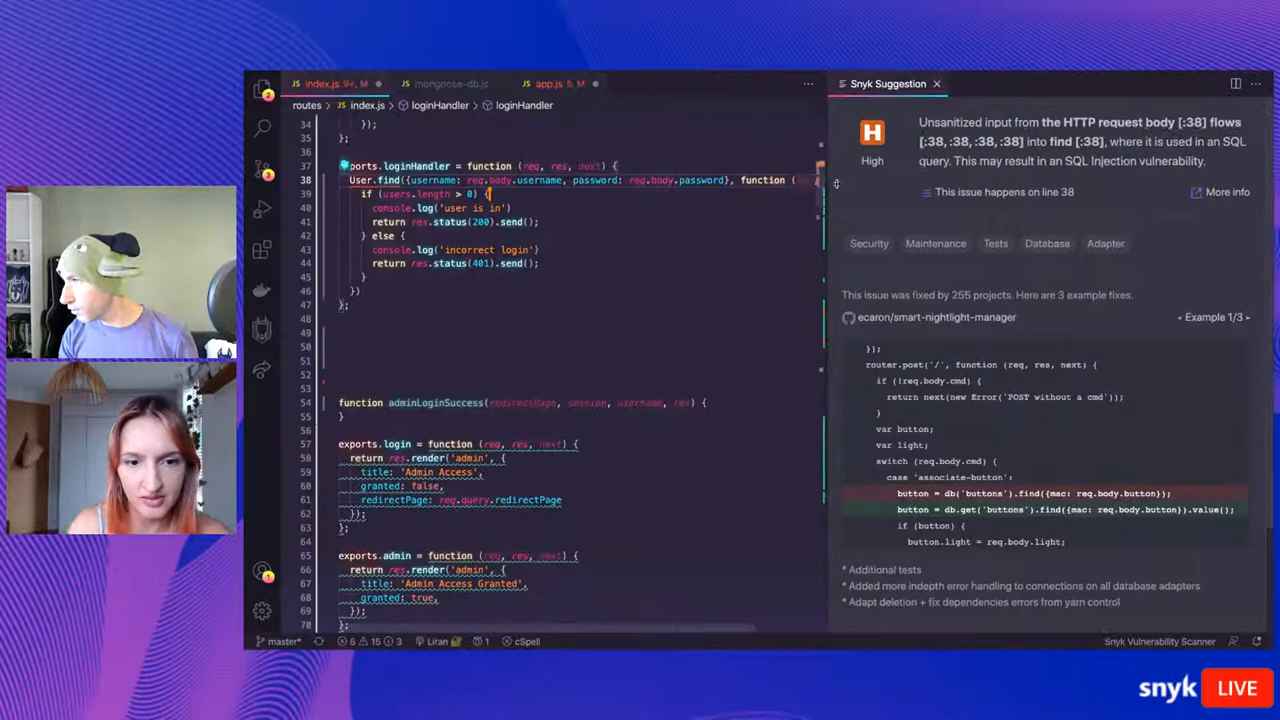 index.js 9+, M
mongoose-db.js
app.js 5, M
routes > index.js > loginHandler > loginHandler
34 });
35 };
36
37 ports.loginHandler = function (req, res, next) {
38 User.find({username: req.body.username, password: req.body.password}, function (
39 if (users.length > 0) {
40 console.log('user is in')
41 return res.status(200).send();
42 } else {
43 console.log('incorrect login')
44 return res.status(401).send();
45 }
46 })
47 };
48
49
50
51
52
53
54 function adminLoginSuccess(redirectPage, session, username, res) {
55 }
56
57 exports.login = function (req, res, next) {
58 return res.render('admin', {
59 title: 'Admin Access',
60 granted: false,
61 redirectPage: req.query.redirectPage
62 });
63 };
64
65 exports.admin = function (req, res, next) {
66 return res.render('admin', {
67 title: 'Admin Access Granted',
68 granted: true,
69 });
70 };
2
3
1
master*
6 15 3
Liran
1
cSpell
Snyk Suggestion
H
High
Unsanitized input from the HTTP request body [:38] flows
[:38, :38, :38, :38] into find [:38], where it is used in an SQL
query. This may result in an SQL Injection vulnerability.
This issue happens on line 38
More info
Security Maintenance Tests Database Adapter
This issue was fixed by 255 projects. Here are 3 example fixes.
ecaron/smart-nightlight-manager
Example 1/3
});
router.post('/', function (req, res, next) {
if (!req.body.cmd) {
return next(new Error('POST without a cmd'));
}
var button;
var light;
switch (req.body.cmd) {
case 'associate-button':
button = db('buttons').find({mac: req.body.button});
button = db.get('buttons').find({mac: req.body.button}).value();
if (button) {
button.light = req.body.light;
* Additional tests
* Added more indepth error handling to connections on all database adapters
* Adapt deletion + fix dependencies errors from yarn control
Snyk Vulnerability Scanner
snyk LIVE